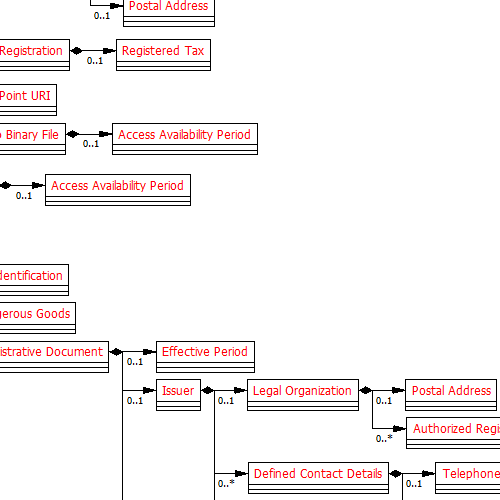 Postal Address
0..1
Registration
Registered Tax
0..1
Point URI
Binary File
Access Availability Period
0..1
Access Availability Period
0..1
dentification
gerous Goods
istrative Document
Effective Period
0..1
Issuer
Legal Organization
Postal Address
0..1
0..1
0..1
Authorized Regi
0..*
Defined Contact Details
Telephone
0..*
0..1